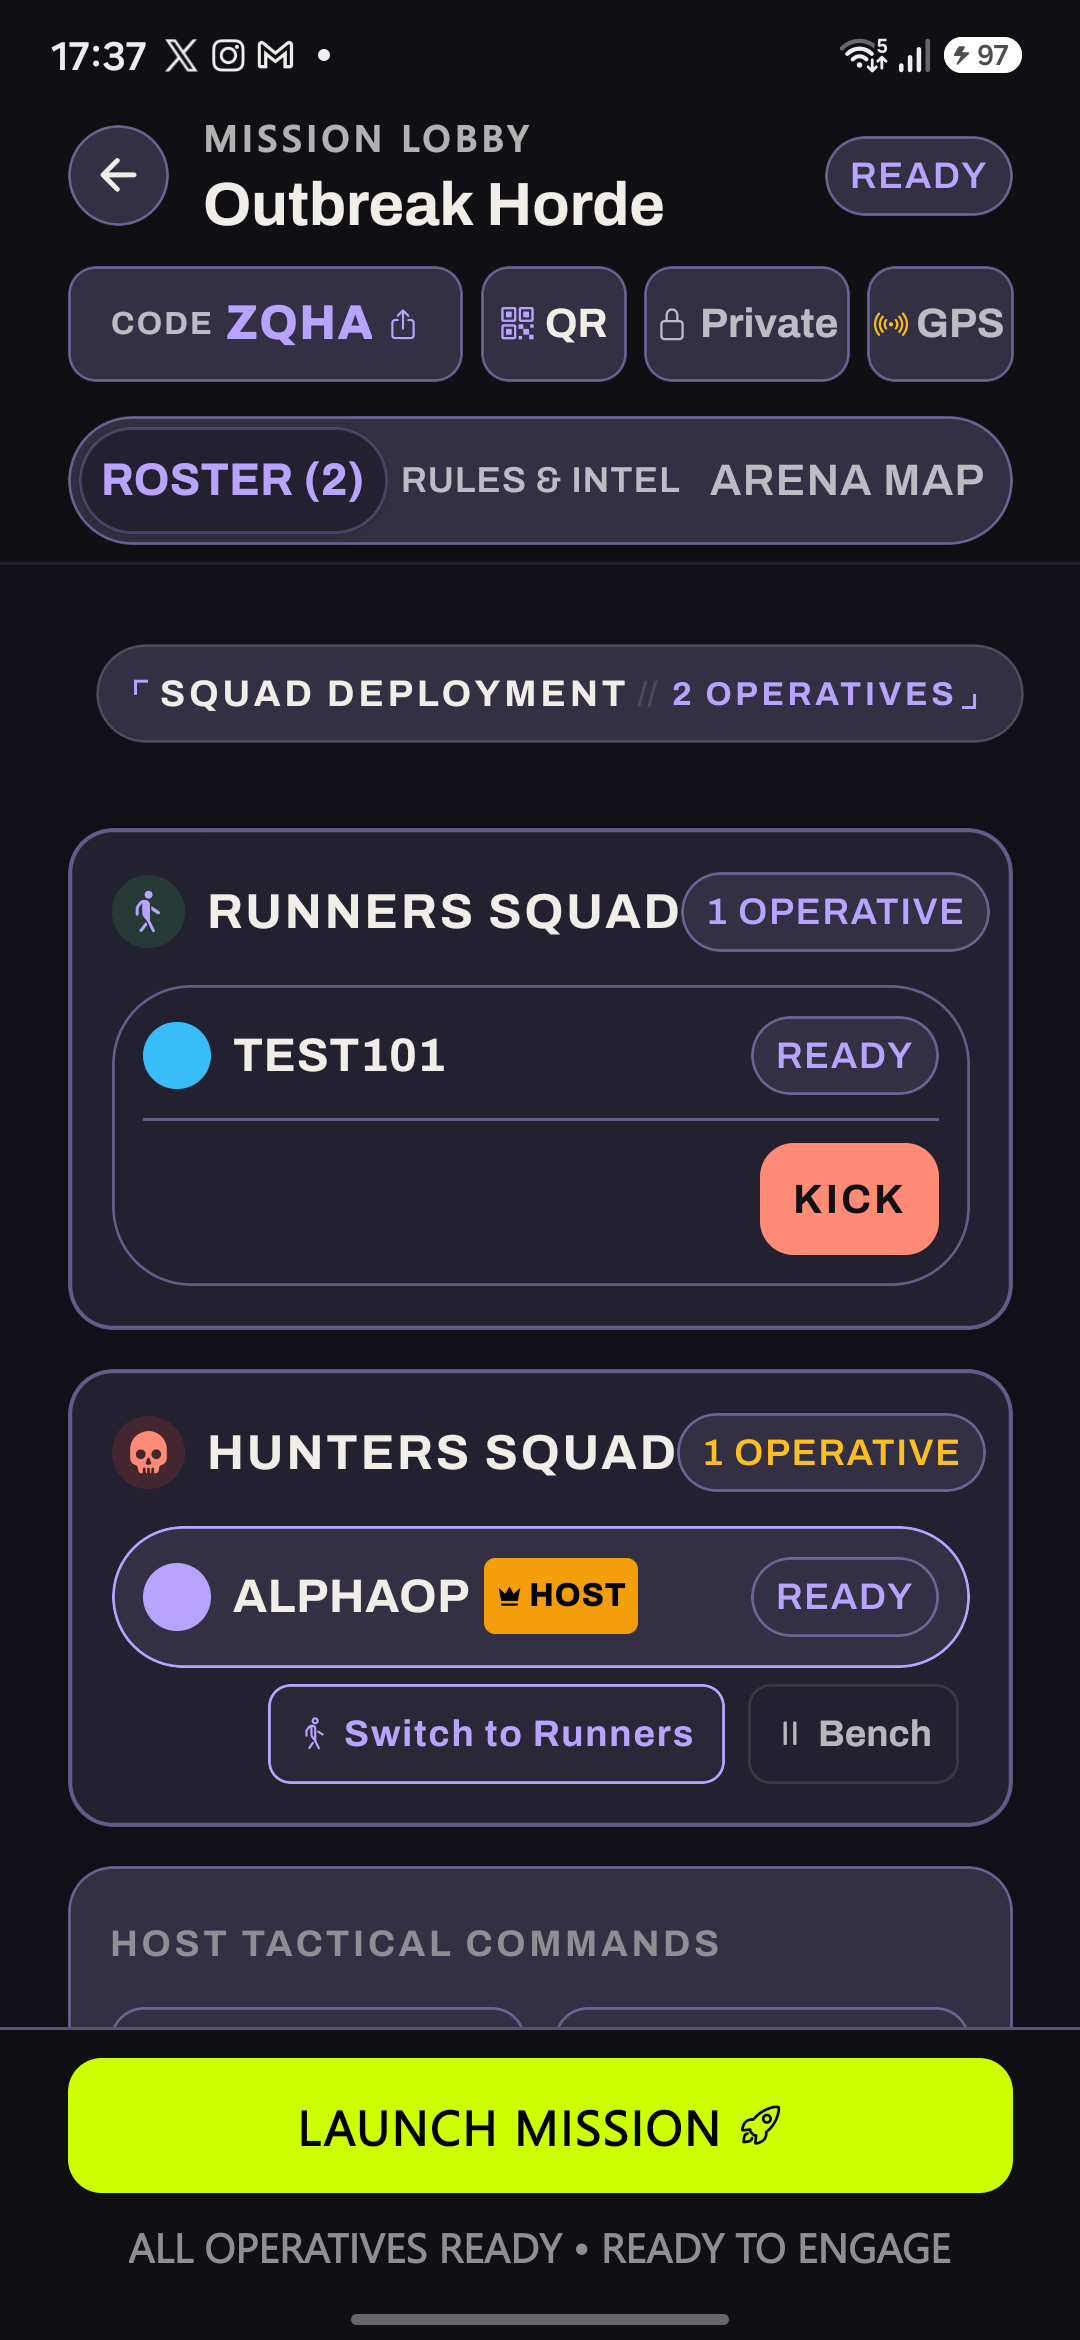 17:37
5
97
MISSION LOBBY
Outbreak Horde
READY
CODE ZQHA
QR
Private
GPS
ROSTER (2)
RULES & INTEL
ARENA MAP
SQUAD DEPLOYMENT // 2 OPERATIVES
RUNNERS SQUAD
1 OPERATIVE
TEST101
READY
KICK
HUNTERS SQUAD
1 OPERATIVE
ALPHAOP
HOST
READY
Switch to Runners
Bench
HOST TACTICAL COMMANDS
LAUNCH MISSION
ALL OPERATIVES READY • READY TO ENGAGE